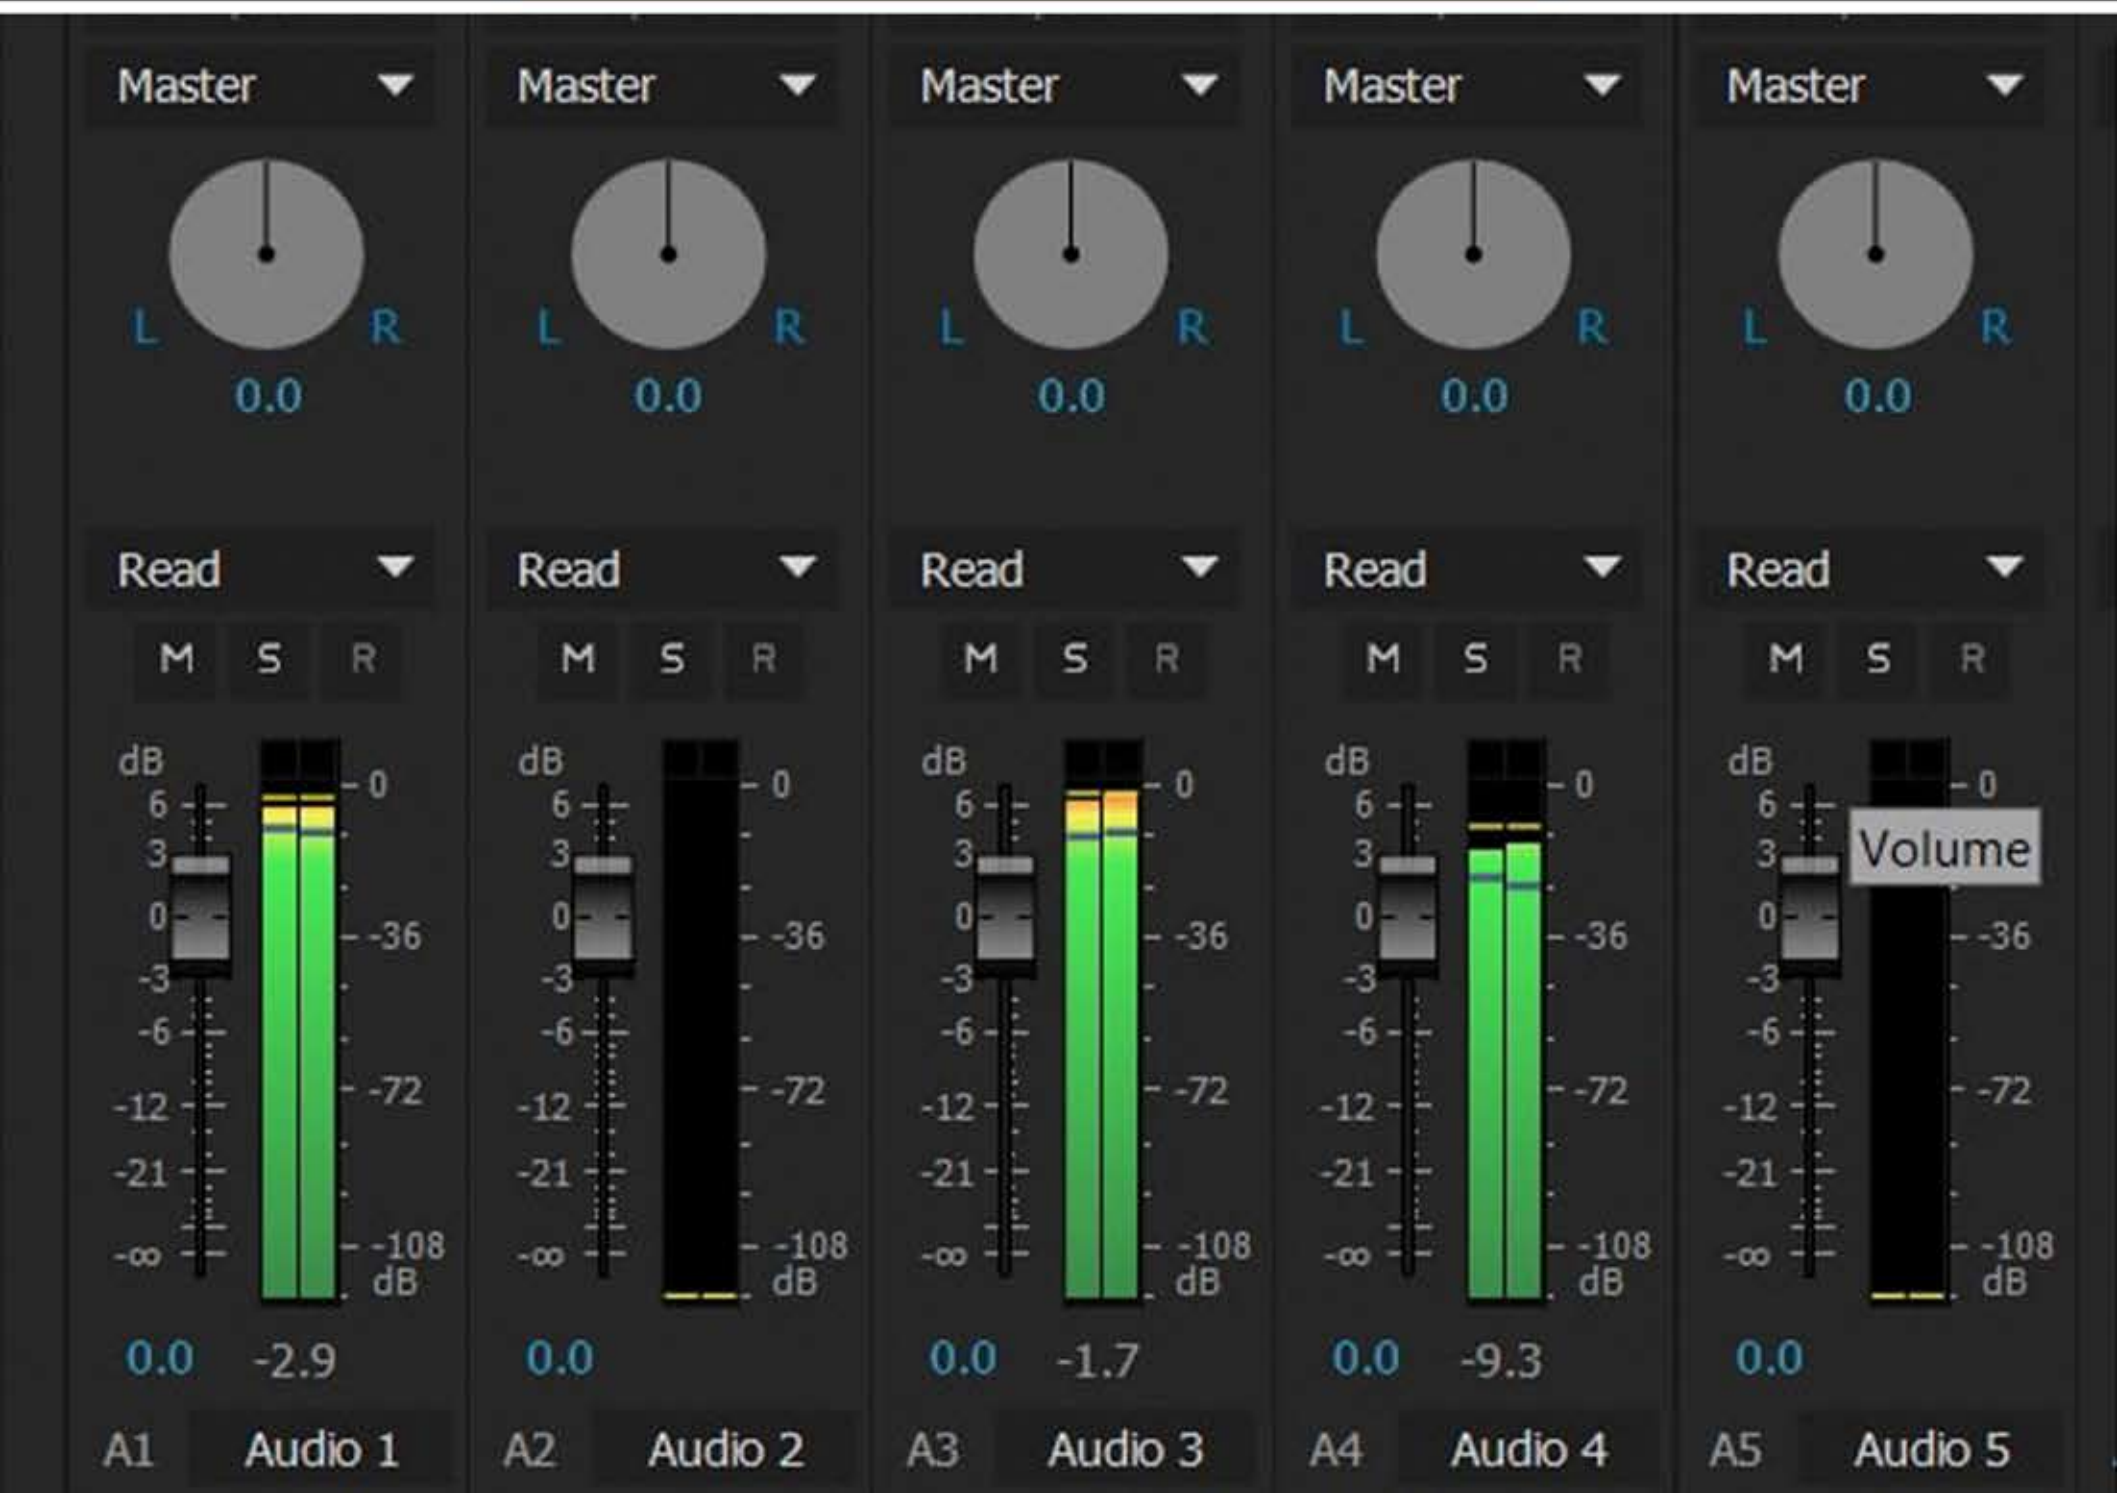 Master Master Master Master Master
L R L R L R L R L R
0.0 0.0 0.0 0.0 0.0
Read Read Read Read Read
M S R M S R M S R M S R M S R
dB dB dB dB dB
0 0 0 0 0
6 6 6 6 6
3 3 3 3 3 Volume
0 -36 0 -36 0 -36 0 -36 0 -36
-3 -3 -3 -3 -3
-6 -6 -6 -6 -6
-72 -72 -72 -72 -72
-12 -12 -12 -12 -12
-21 -21 -21 -21 -21
-∞ -108 -∞ -108 -∞ -108 -∞ -108 -∞ -108
dB dB dB dB dB
0.0 -2.9 0.0 0.0 -1.7 0.0 -9.3 0.0
A1 Audio 1 A2 Audio 2 A3 Audio 3 A4 Audio 4 A5 Audio 5